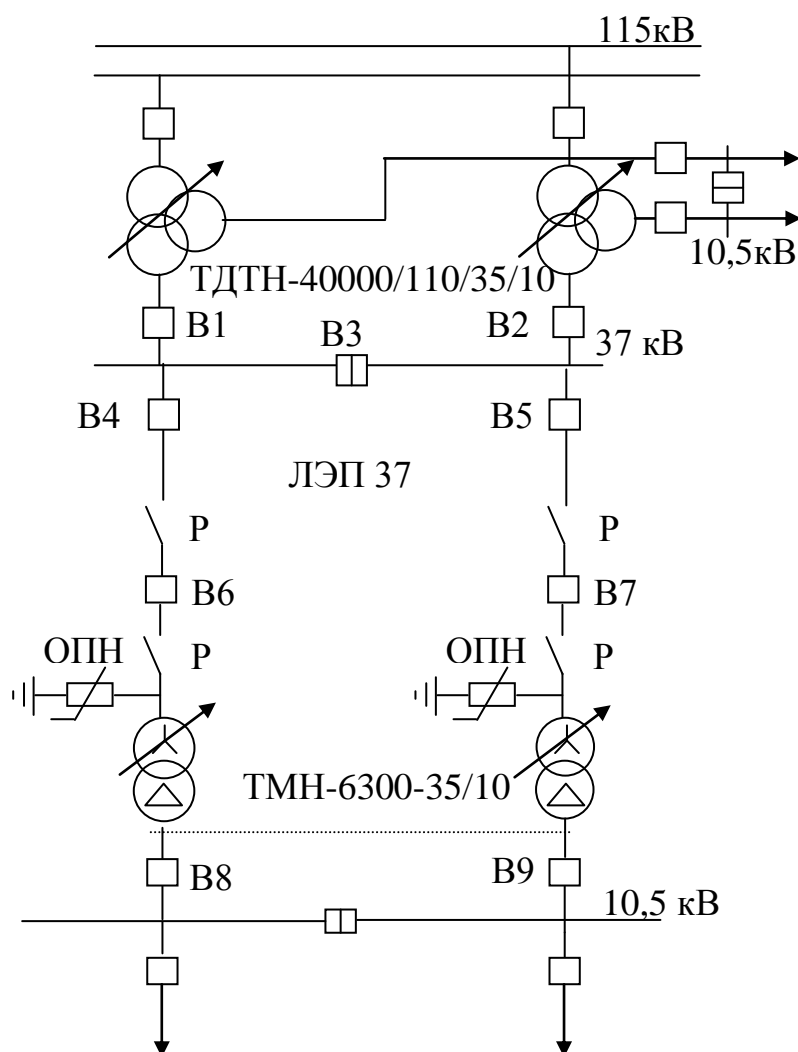 115кВ
10,5кВ
ТДТН-40000/110/35/10
В1
В2
В3
37 кВ
В4
В5
ЛЭП 37
Р
Р
В6
В7
ОПН
Р
ОПН
Р
ТМН-6300-35/10
В8
В9
10,5 кВ